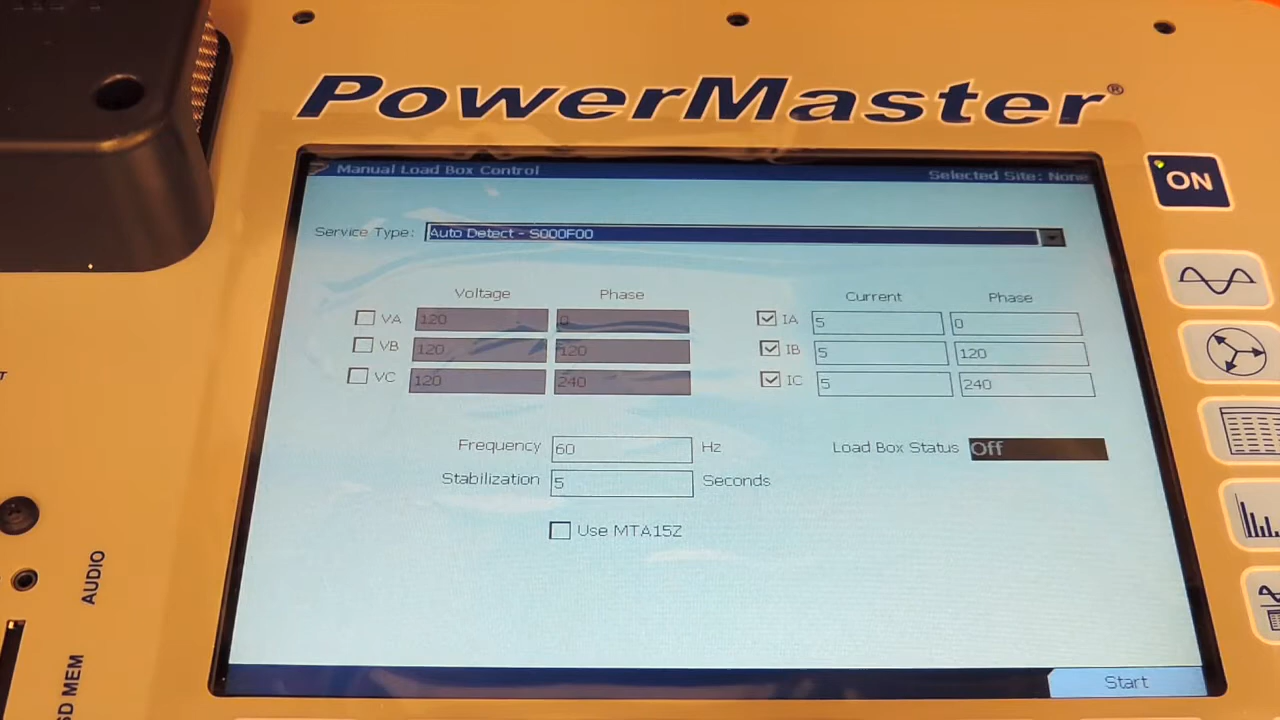 PowerMaster®
Manual Load Box Control
Selected Site: None
ON
Service Type: Auto Detect - S000F00
Voltage Phase Current Phase
VA 120 0 IA 5 0
VB 120 120 IB 5 120
VC 120 240 IC 5 240
Frequency 60 Hz Load Box Status Off
Stabilization 5 Seconds
Use MTA15Z
Start
AUDIO
SD MEM